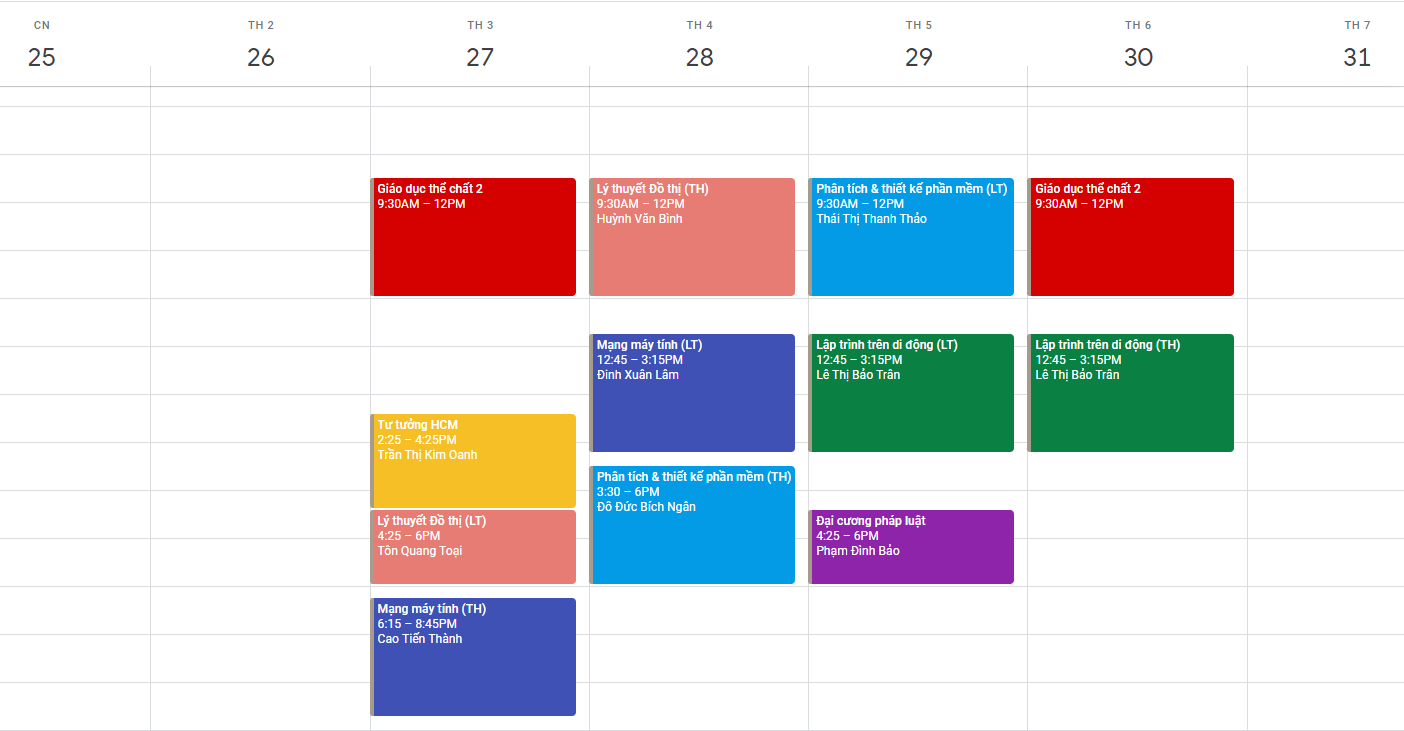 CN
25
TH 2
26
TH 3
27
TH 4
28
TH 5
29
TH 6
30
TH 7
31
Giáo dục thể chất 2
9:30AM – 12PM
Tư tưởng HCM
2:25 – 4:25PM
Trần Thị Kim Oanh
Lý thuyết Đồ thị (LT)
4:25 – 6PM
Tôn Quang Toại
Mạng máy tính (TH)
6:15 – 8:45PM
Cao Tiến Thành
Lý thuyết Đồ thị (TH)
9:30AM – 12PM
Huỳnh Văn Bình
Mạng máy tính (LT)
12:45 – 3:15PM
Đinh Xuân Lâm
Phân tích & thiết kế phần mềm (TH)
3:30 – 6PM
Đỗ Đức Bích Ngân
Phân tích & thiết kế phần mềm (LT)
9:30AM – 12PM
Thái Thị Thanh Thảo
Lập trình trên di động (LT)
12:45 – 3:15PM
Lê Thị Bảo Trân
Đại cương pháp luật
4:25 – 6PM
Phạm Đình Bảo
Giáo dục thể chất 2
9:30AM – 12PM
Lập trình trên di động (TH)
12:45 – 3:15PM
Lê Thị Bảo Trân